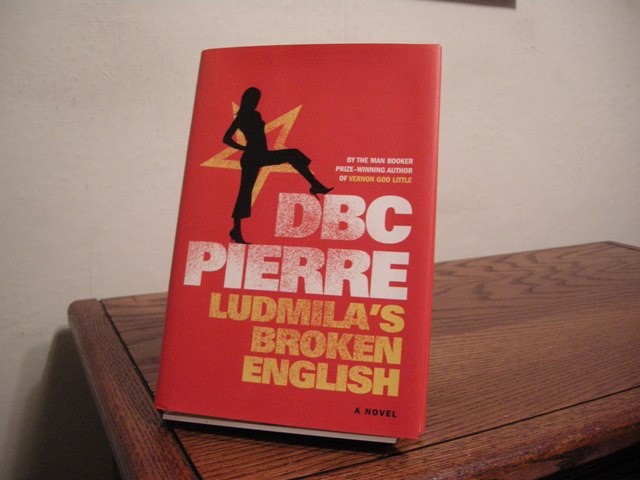 BY THE MAN BOOKER
PRIZE-WINNING AUTHOR
OF VERNON GOD LITTLE
DBC
PIERRE
LUDMILA'S
BROKEN
ENGLISH
A NOVEL